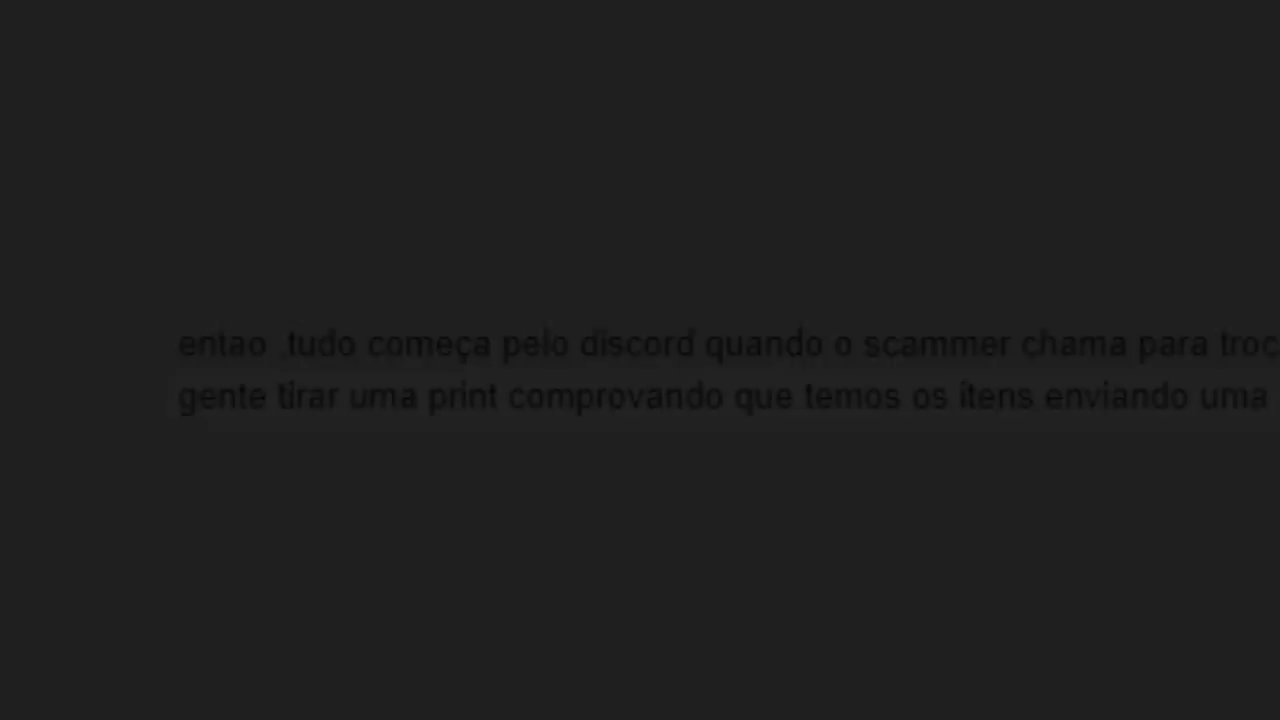 entao ,tudo começa pelo discord quando o scammer chama para troc
gente tirar uma print comprovando que temos os itens enviando uma